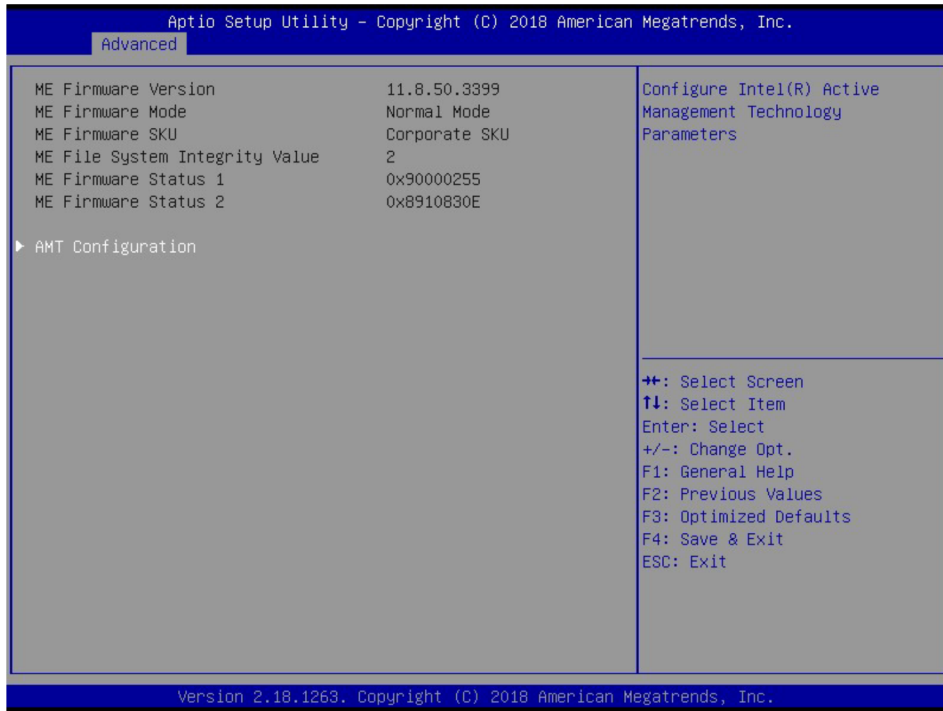 Aptio Setup Utility – Copyright (C) 2018 American Megatrends, Inc.
Advanced
ME Firmware Version 11.8.50.3399
ME Firmware Mode Normal Mode
ME Firmware SKU Corporate SKU
ME File System Integrity Value 2
ME Firmware Status 1 0x90000255
ME Firmware Status 2 0x8910830E
▶ AMT Configuration
Configure Intel(R) Active
Management Technology
Parameters
→←: Select Screen
↑↓: Select Item
Enter: Select
+/-: Change Opt.
F1: General Help
F2: Previous Values
F3: Optimized Defaults
F4: Save & Exit
ESC: Exit
Version 2.18.1263. Copyright (C) 2018 American Megatrends, Inc.